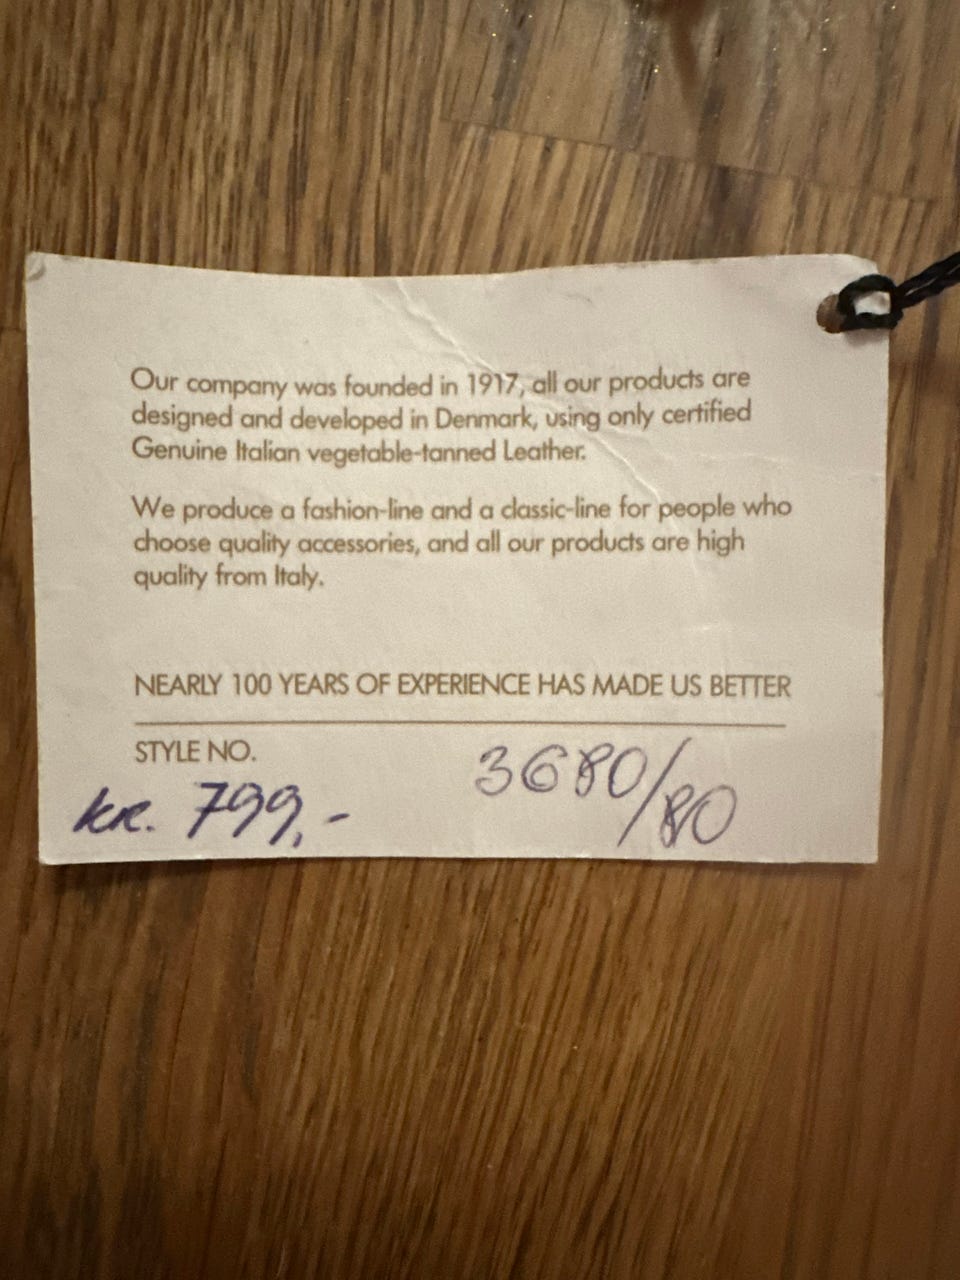 Our company was founded in 1917, all our products are
designed and developed in Denmark, using only certified
Genuine Italian vegetable-tanned Leather.
We produce a fashion-line and a classic-line for people who
choose quality accessories, and all our products are high
quality from Italy.
NEARLY 100 YEARS OF EXPERIENCE HAS MADE US BETTER
STYLE NO. 3680/80
kr. 799,-